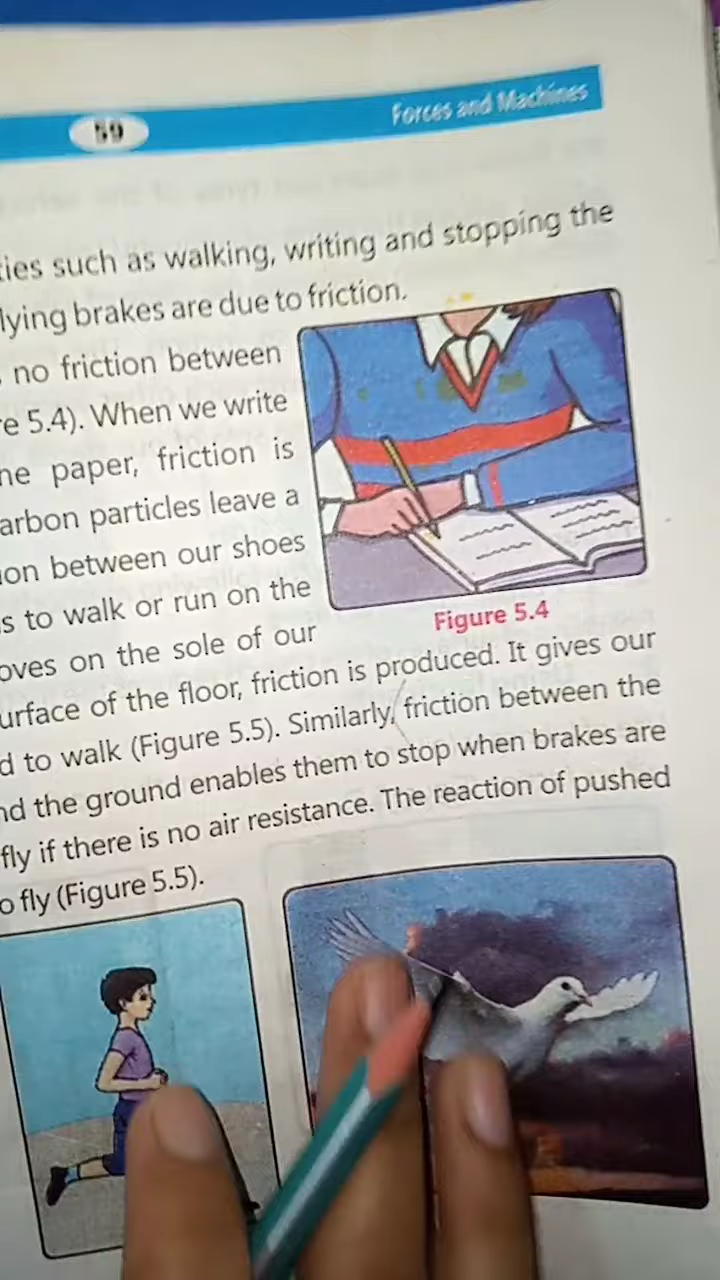 59
Forces and Machines
ties such as walking, writing and stopping the
lying brakes are due to friction.
no friction between
re 5.4). When we write
he paper, friction is
arbon particles leave a
ion between our shoes
s to walk or run on the
oves on the sole of our
Figure 5.4
urface of the floor, friction is produced. It gives our
d to walk (Figure 5.5). Similarly, friction between the
nd the ground enables them to stop when brakes are
fly if there is no air resistance. The reaction of pushed
o fly (Figure 5.5).